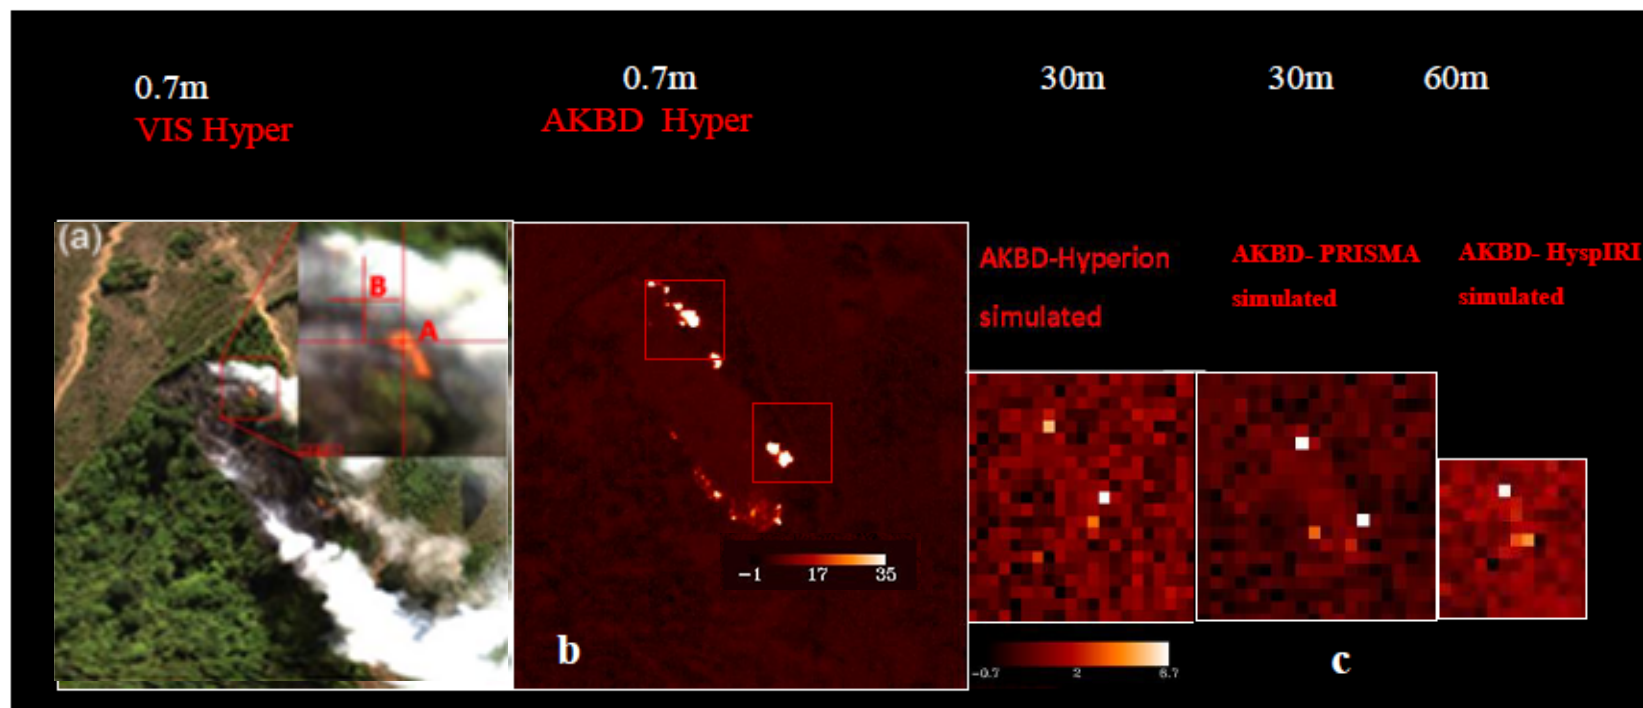 0.7m
VIS Hyper
0.7m
AKBD Hyper
30m
30m
60m
AKBD-Hyperion
simulated
AKBD- PRISMA
simulated
AKBD- HyspIRI
simulated
(a)
B
A
-1 17 35
b
-0.7 2 6.7
c